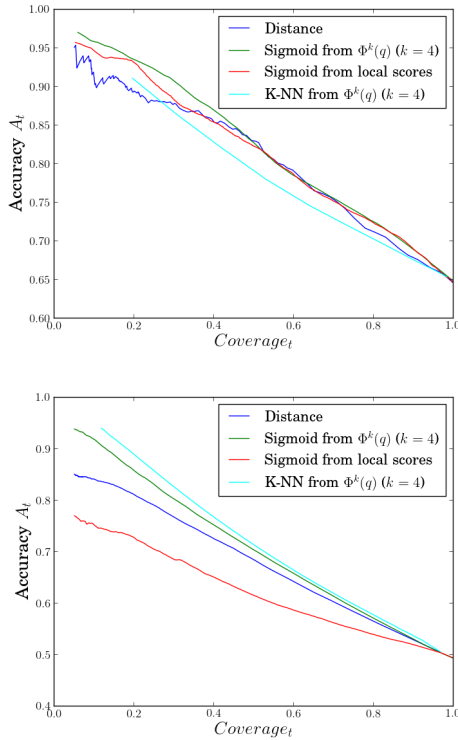 1.00
0.95
0.90
0.85
0.80
0.75
0.70
0.65
0.60
0.0 0.2 0.4 0.6 0.8 1.0
Accuracy A_t
Coverage_t
Distance
Sigmoid from Φ^k(q) (k = 4)
Sigmoid from local scores
K-NN from Φ^k(q) (k = 4)
1.0
0.9
0.8
0.7
0.6
0.5
0.4
0.0 0.2 0.4 0.6 0.8 1.0
Accuracy A_t
Coverage_t
Distance
Sigmoid from Φ^k(q) (k = 4)
Sigmoid from local scores
K-NN from Φ^k(q) (k = 4)